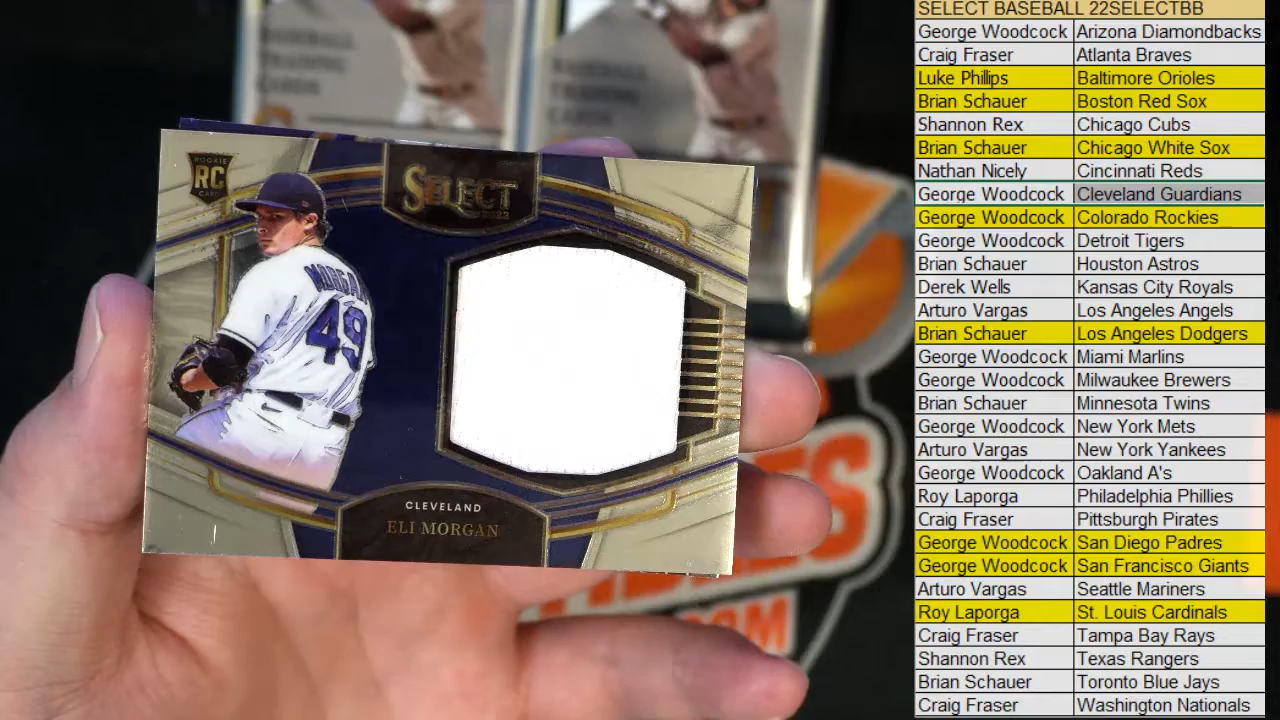 BASEBALL
TRADING
CARDS
BASEBALL
TRADING
CARDS
ROOKIE
RC
CARD
SELECT
2022
MORGAN
49
CLEVELAND
ELI MORGAN
.COM
SELECT BASEBALL 22SELECTBB
George Woodcock Arizona Diamondbacks
Craig Fraser Atlanta Braves
Luke Phillips Baltimore Orioles
Brian Schauer Boston Red Sox
Shannon Rex Chicago Cubs
Brian Schauer Chicago White Sox
Nathan Nicely Cincinnati Reds
George Woodcock Cleveland Guardians
George Woodcock Colorado Rockies
George Woodcock Detroit Tigers
Brian Schauer Houston Astros
Derek Wells Kansas City Royals
Arturo Vargas Los Angeles Angels
Brian Schauer Los Angeles Dodgers
George Woodcock Miami Marlins
George Woodcock Milwaukee Brewers
Brian Schauer Minnesota Twins
George Woodcock New York Mets
Arturo Vargas New York Yankees
George Woodcock Oakland A's
Roy Laporga Philadelphia Phillies
Craig Fraser Pittsburgh Pirates
George Woodcock San Diego Padres
George Woodcock San Francisco Giants
Arturo Vargas Seattle Mariners
Roy Laporga St. Louis Cardinals
Craig Fraser Tampa Bay Rays
Shannon Rex Texas Rangers
Brian Schauer Toronto Blue Jays
Craig Fraser Washington Nationals